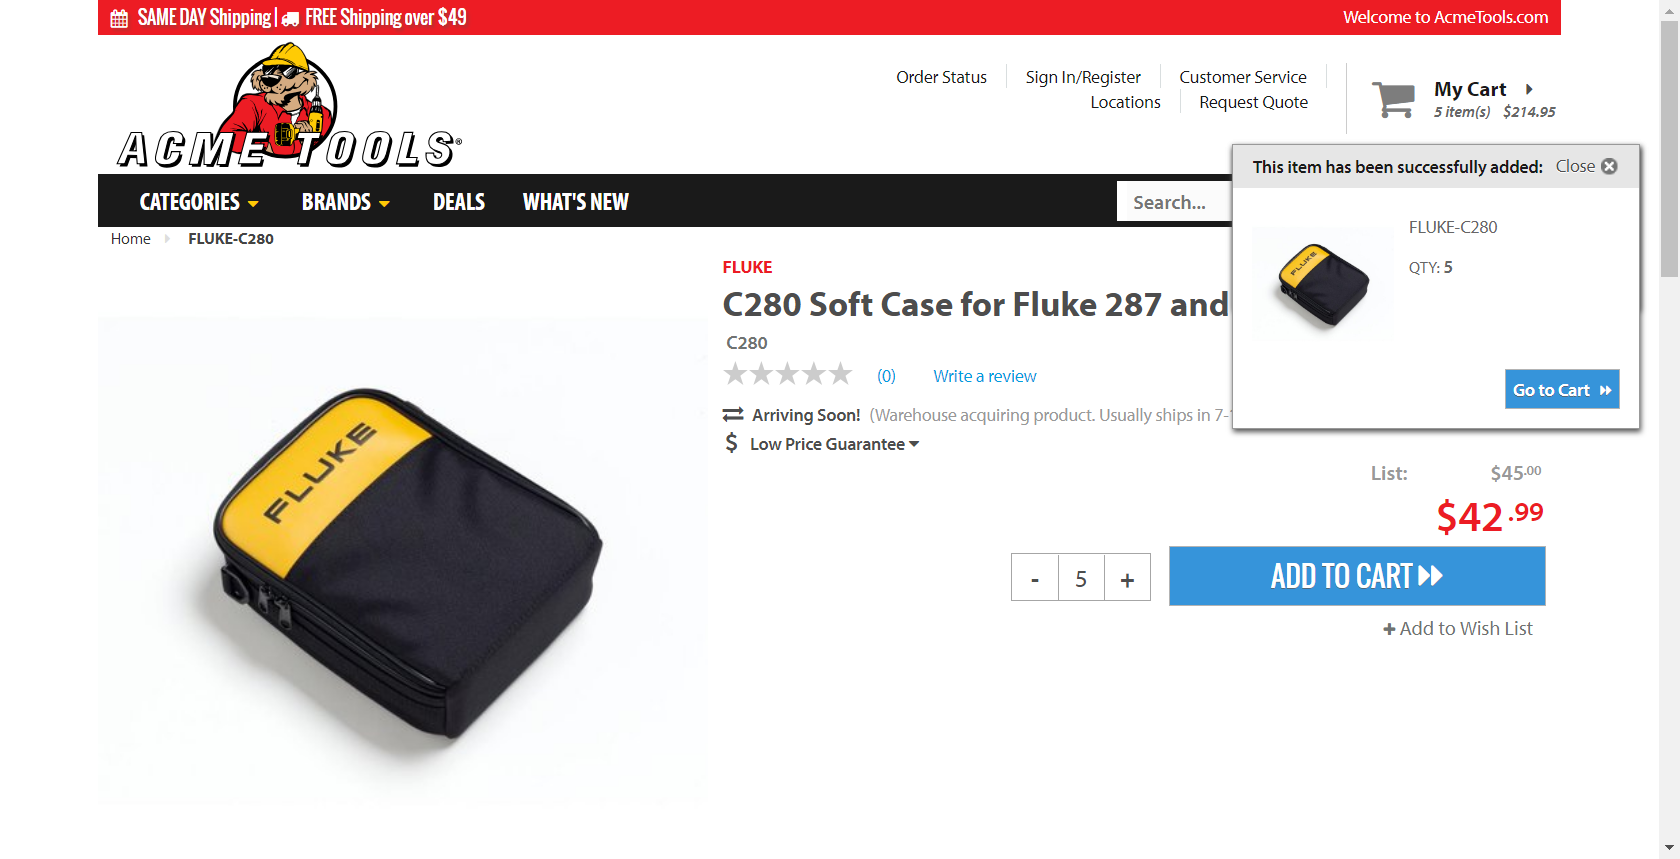 SAME DAY Shipping | FREE Shipping over $49
Welcome to AcmeTools.com
ACME TOOLS®
Order Status
Sign In/Register
Customer Service
Locations
Request Quote
My Cart
5 item(s) $214.95
This item has been successfully added:
Close
FLUKE
FLUKE-C280
QTY: 5
Go to Cart
CATEGORIES
BRANDS
DEALS
WHAT'S NEW
Search...
Home
FLUKE-C280
FLUKE
FLUKE
C280 Soft Case for Fluke 287 and
C280
(0)
Write a review
Arriving Soon! (Warehouse acquiring product. Usually ships in 7-
$ Low Price Guarantee
List: $45.00
$42.99
- 5 +
ADD TO CART
+ Add to Wish List